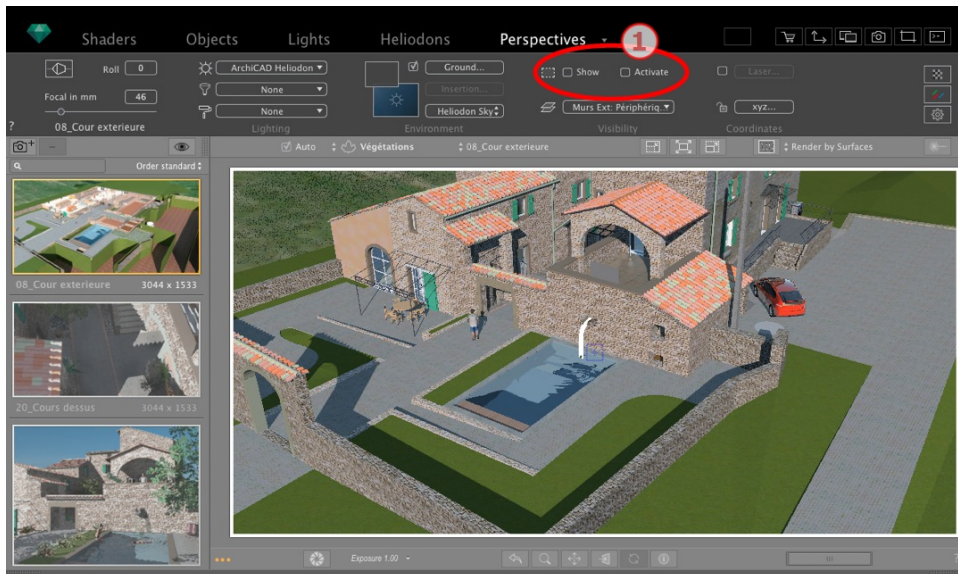 Shaders Objects Lights Heliodons Perspectives 1
Roll 0 ArchiCAD Heliodon Ground... Show Activate Laser...
Focal in mm 46 None Insertion...
None Heliodon Sky Murs Ext: Périphériq. xyz...
? 08_Cour exterieure Lighting Environment Visibility Coordinates
Auto Végétations 08_Cour exterieure Render by Surfaces
Order standard
08_Cour exterieure 3044 x 1533
20_Cours dessus 3044 x 1533
Exposure 1.00